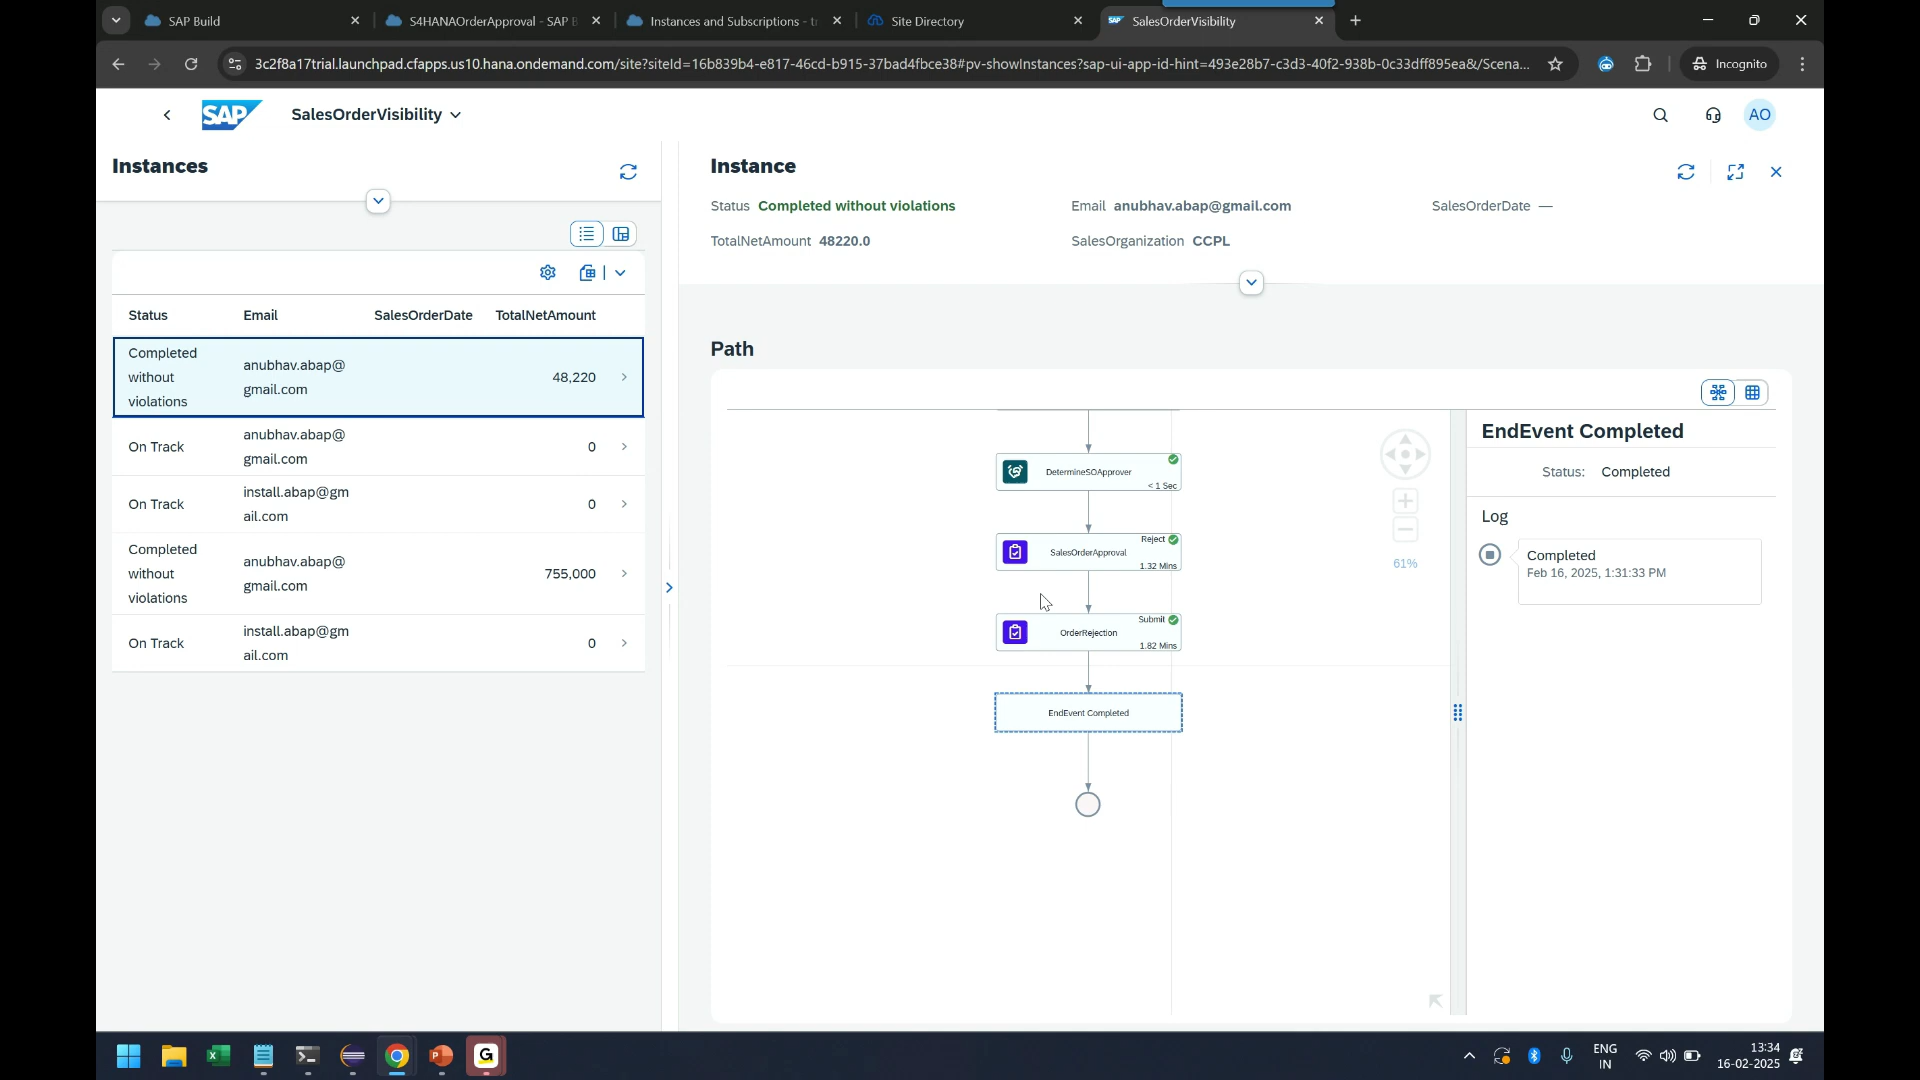 SAP Build
S4HANAOrderApproval - SAP B
Instances and Subscriptions - tr
Site Directory
SAP
SalesOrderVisibility
3c2f8a17trial.launchpad.cfapps.us10.hana.ondemand.com/site?siteId=16b839b4-e817-46cd-b915-37bad4fbce38#pv-showInstances?sap-ui-app-id-hint=493e28b7-c3d3-40f2-938b-0c33dff895ea&/Scena...
Incognito
SAP
SalesOrderVisibility
AO
Instances
Status
Email
SalesOrderDate
TotalNetAmount
Completed
without
violations
anubhav.abap@
gmail.com
48,220
On Track
anubhav.abap@
gmail.com
0
On Track
install.abap@gm
ail.com
0
Completed
without
violations
anubhav.abap@
gmail.com
755,000
On Track
install.abap@gm
ail.com
0
Instance
Status Completed without violations
Email anubhav.abap@gmail.com
SalesOrderDate —
TotalNetAmount 48220.0
SalesOrganization CCPL
Path
DetermineSOApprover
< 1 Sec
Reject
SalesOrderApproval
1.32 Mins
Submit
OrderRejection
1.82 Mins
EndEvent Completed
61%
EndEvent Completed
Status: Completed
Log
Completed
Feb 16, 2025, 1:31:33 PM
G
ENG
IN
13:34
16-02-2025